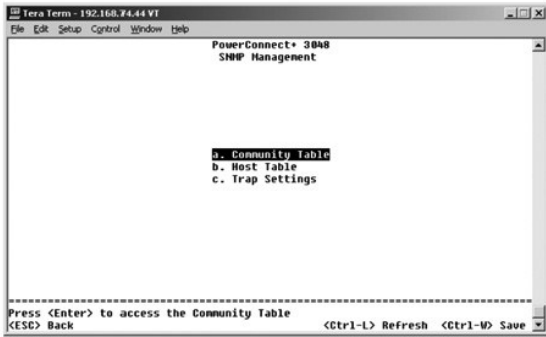 Tera Term - 192.168.74.44 VT
File Edit Setup Control Window Help
PowerConnect+ 3048
SNMP Management
a. Community Table
b. Host Table
c. Trap Settings
Press <Enter> to access the Community Table
<ESC> Back <Ctrl-L> Refresh <Ctrl-W> Save